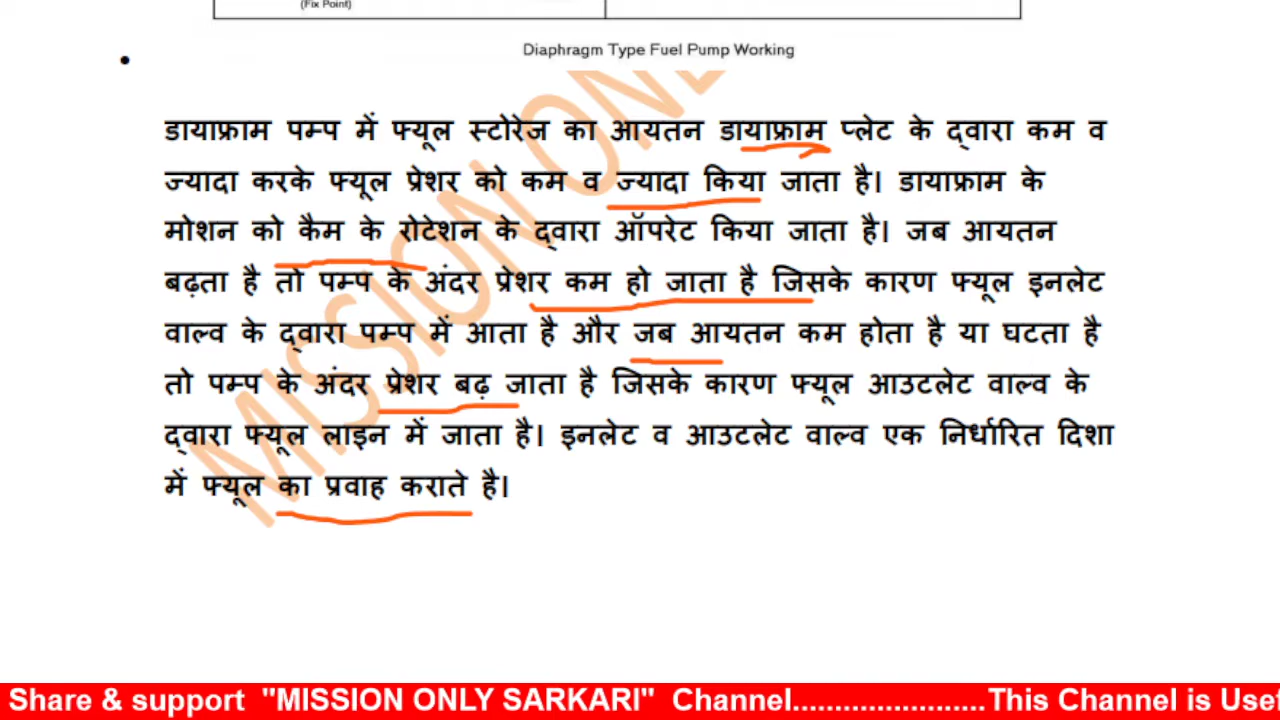 (Fix Point)
Diaphragm Type Fuel Pump Working
डायाफ्राम पम्प में फ्यूल स्टोरेज का आयतन डायाफ्राम प्लेट के द्वारा कम व
ज्यादा करके फ्यूल प्रेशर को कम व ज्यादा किया जाता है। डायाफ्राम के
मोशन को कैम के रोटेशन के द्वारा ऑपरेट किया जाता है। जब आयतन
बढ़ता है तो पम्प के अंदर प्रेशर कम हो जाता है जिसके कारण फ्यूल इनलेट
वाल्व के द्वारा पम्प में आता है और जब आयतन कम होता है या घटता है
तो पम्प के अंदर प्रेशर बढ़ जाता है जिसके कारण फ्यूल आउटलेट वाल्व के
द्वारा फ्यूल लाइन में जाता है। इनलेट व आउटलेट वाल्व एक निर्धारित दिशा
में फ्यूल का प्रवाह कराते है।
MISSION ONL
Share & support "MISSION ONLY SARKARI" Channel.......................This Channel is Usef